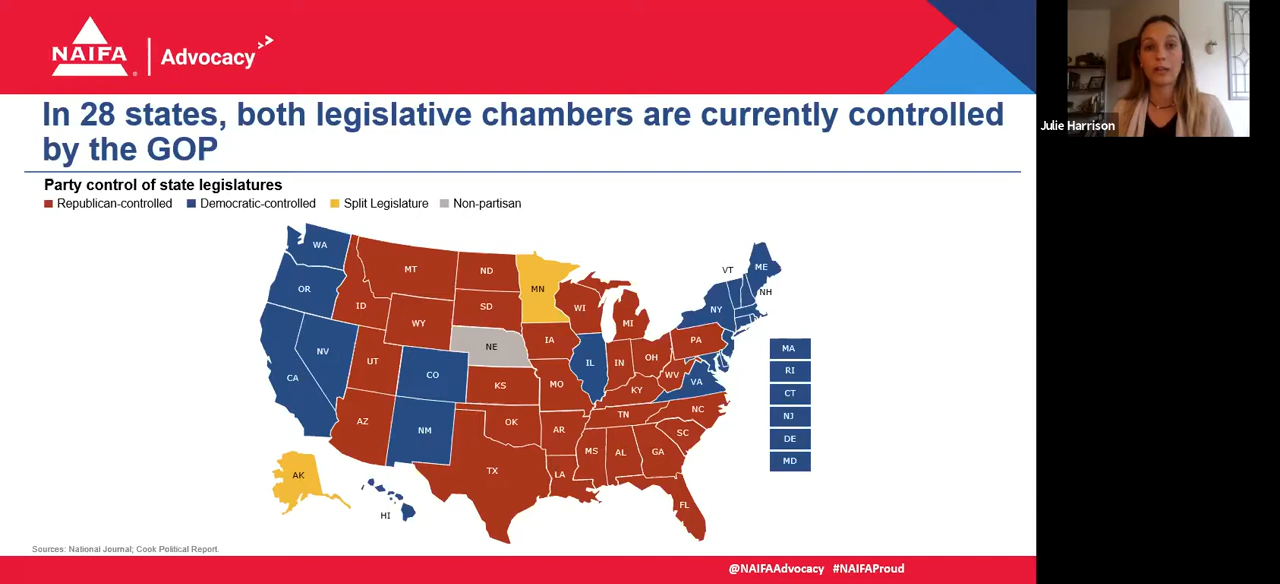 NAIFA
Advocacy
Julie Harrison
In 28 states, both legislative chambers are currently controlled
by the GOP
Party control of state legislatures
Republican-controlled
Democratic-controlled
Split Legislature
Non-partisan
WA
OR
CA
NV
ID
MT
WY
UT
AZ
CO
NM
ND
SD
NE
KS
OK
TX
MN
IA
MO
AR
LA
WI
IL
MI
IN
OH
KY
TN
MS
AL
GA
FL
SC
NC
VA
WV
PA
NY
VT
NH
ME
MA
RI
CT
NJ
DE
MD
AK
HI
Sources: National Journal; Cook Political Report.
@NAIFAAdvocacy #NAIFAProud